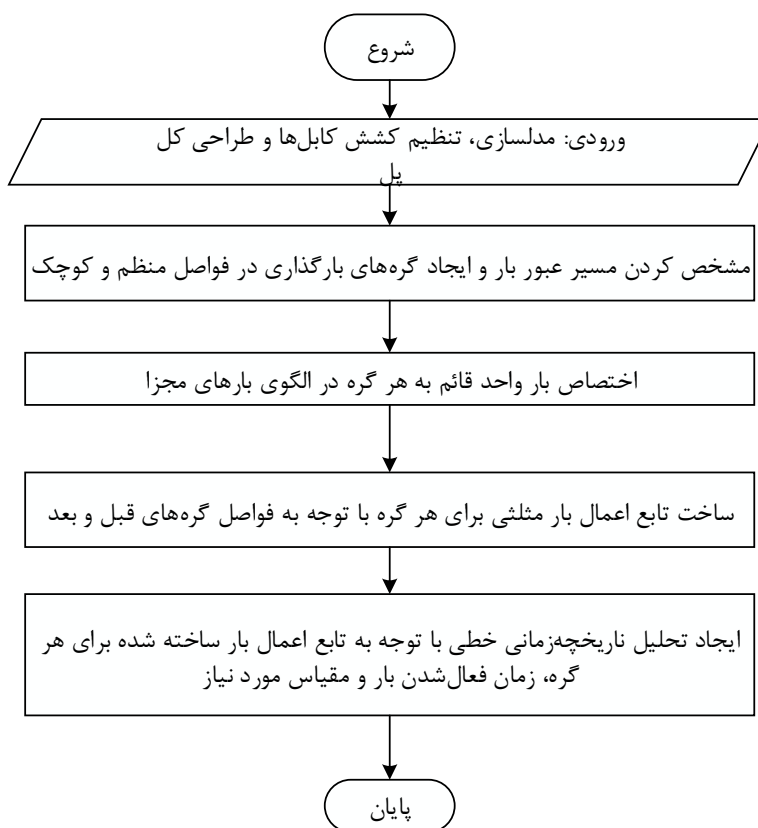 شروع
ورودی: مدلسازی، تنظیم کشش کابل‌ها و طراحی کل
پل
مشخص کردن مسیر عبور بار و ایجاد گره‌های بارگذاری در فواصل منظم و کوچک
اختصاص بار واحد قائم به هر گره در الگوی بارهای مجزا
ساخت تابع اعمال بار مثلثی برای هر گره با توجه به فواصل گره‌های قبل و بعد
ایجاد تحلیل تاریخچه‌زمانی خطی با توجه به تابع اعمال بار ساخته شده برای هر
گره، زمان فعال‌شدن بار و مقیاس مورد نیاز
پایان